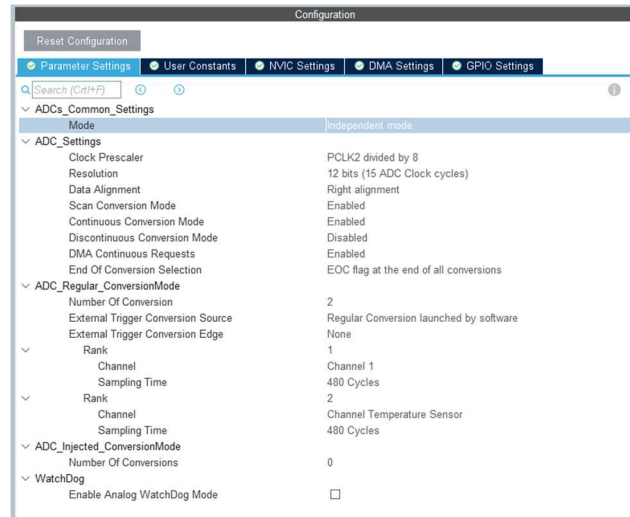 Configuration
Reset Configuration
Parameter Settings User Constants NVIC Settings DMA Settings GPIO Settings
Search (Crtl+F)
ADCs_Common_Settings
Mode Independent mode
ADC_Settings
Clock Prescaler PCLK2 divided by 8
Resolution 12 bits (15 ADC Clock cycles)
Data Alignment Right alignment
Scan Conversion Mode Enabled
Continuous Conversion Mode Enabled
Discontinuous Conversion Mode Disabled
DMA Continuous Requests Enabled
End Of Conversion Selection EOC flag at the end of all conversions
ADC_Regular_ConversionMode
Number Of Conversion 2
External Trigger Conversion Source Regular Conversion launched by software
External Trigger Conversion Edge None
Rank 1
Channel Channel 1
Sampling Time 480 Cycles
Rank 2
Channel Channel Temperature Sensor
Sampling Time 480 Cycles
ADC_Injected_ConversionMode
Number Of Conversions 0
WatchDog
Enable Analog WatchDog Mode